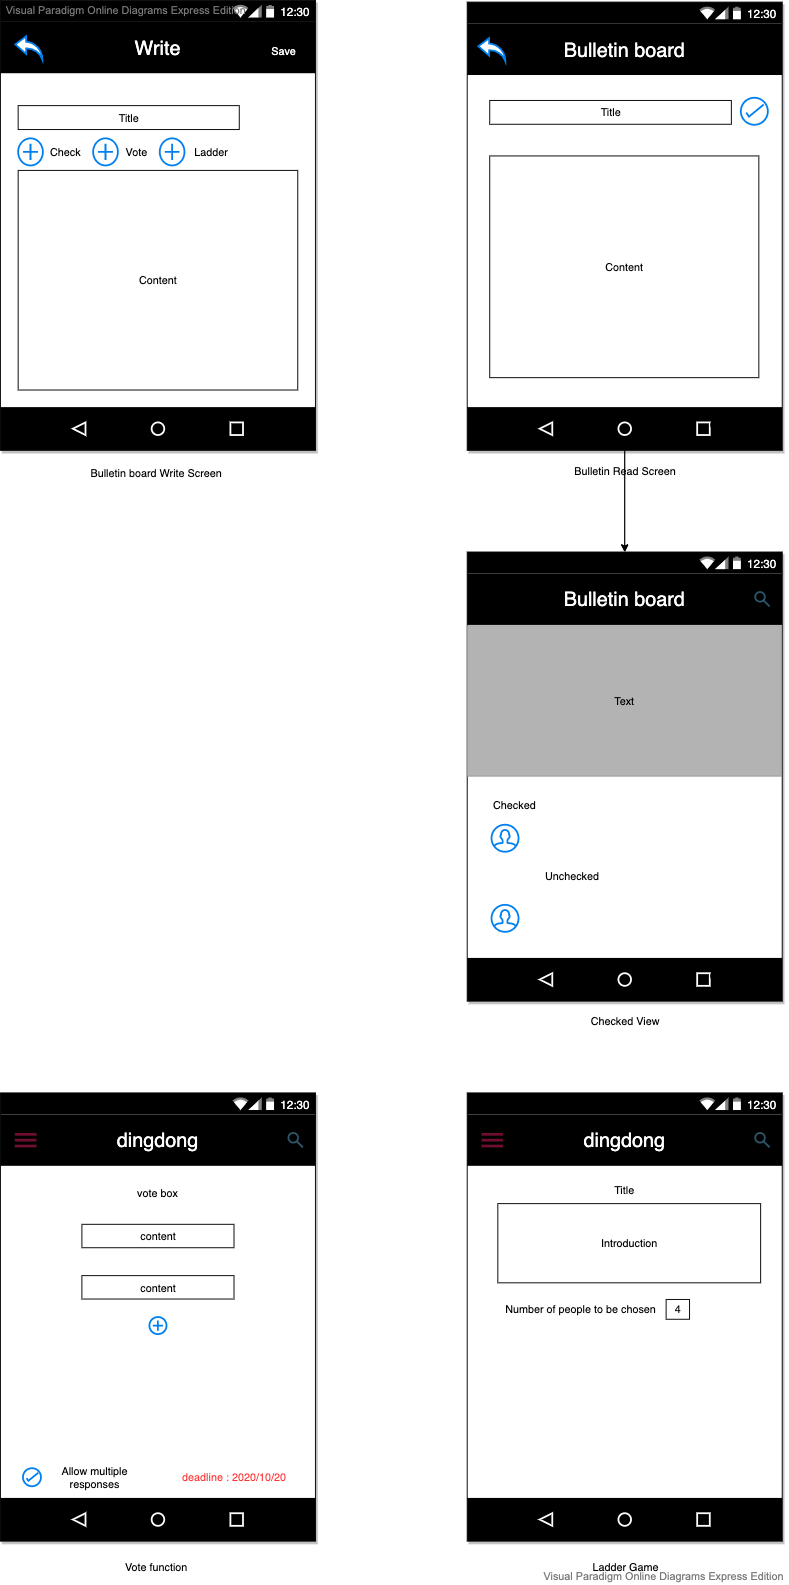 Visual Paradigm Online Diagrams Express Edition
12:30
Write
Save
Title
Check
Vote
Ladder
Content
Bulletin board Write Screen
12:30
Bulletin board
Title
Content
Bulletin Read Screen
12:30
Bulletin board
Text
Checked
Unchecked
Checked View
12:30
dingdong
vote box
content
content
Allow multiple
responses
deadline : 2020/10/20
Vote function
12:30
dingdong
Title
Introduction
Number of people to be chosen
4
Ladder Game
Visual Paradigm Online Diagrams Express Edition